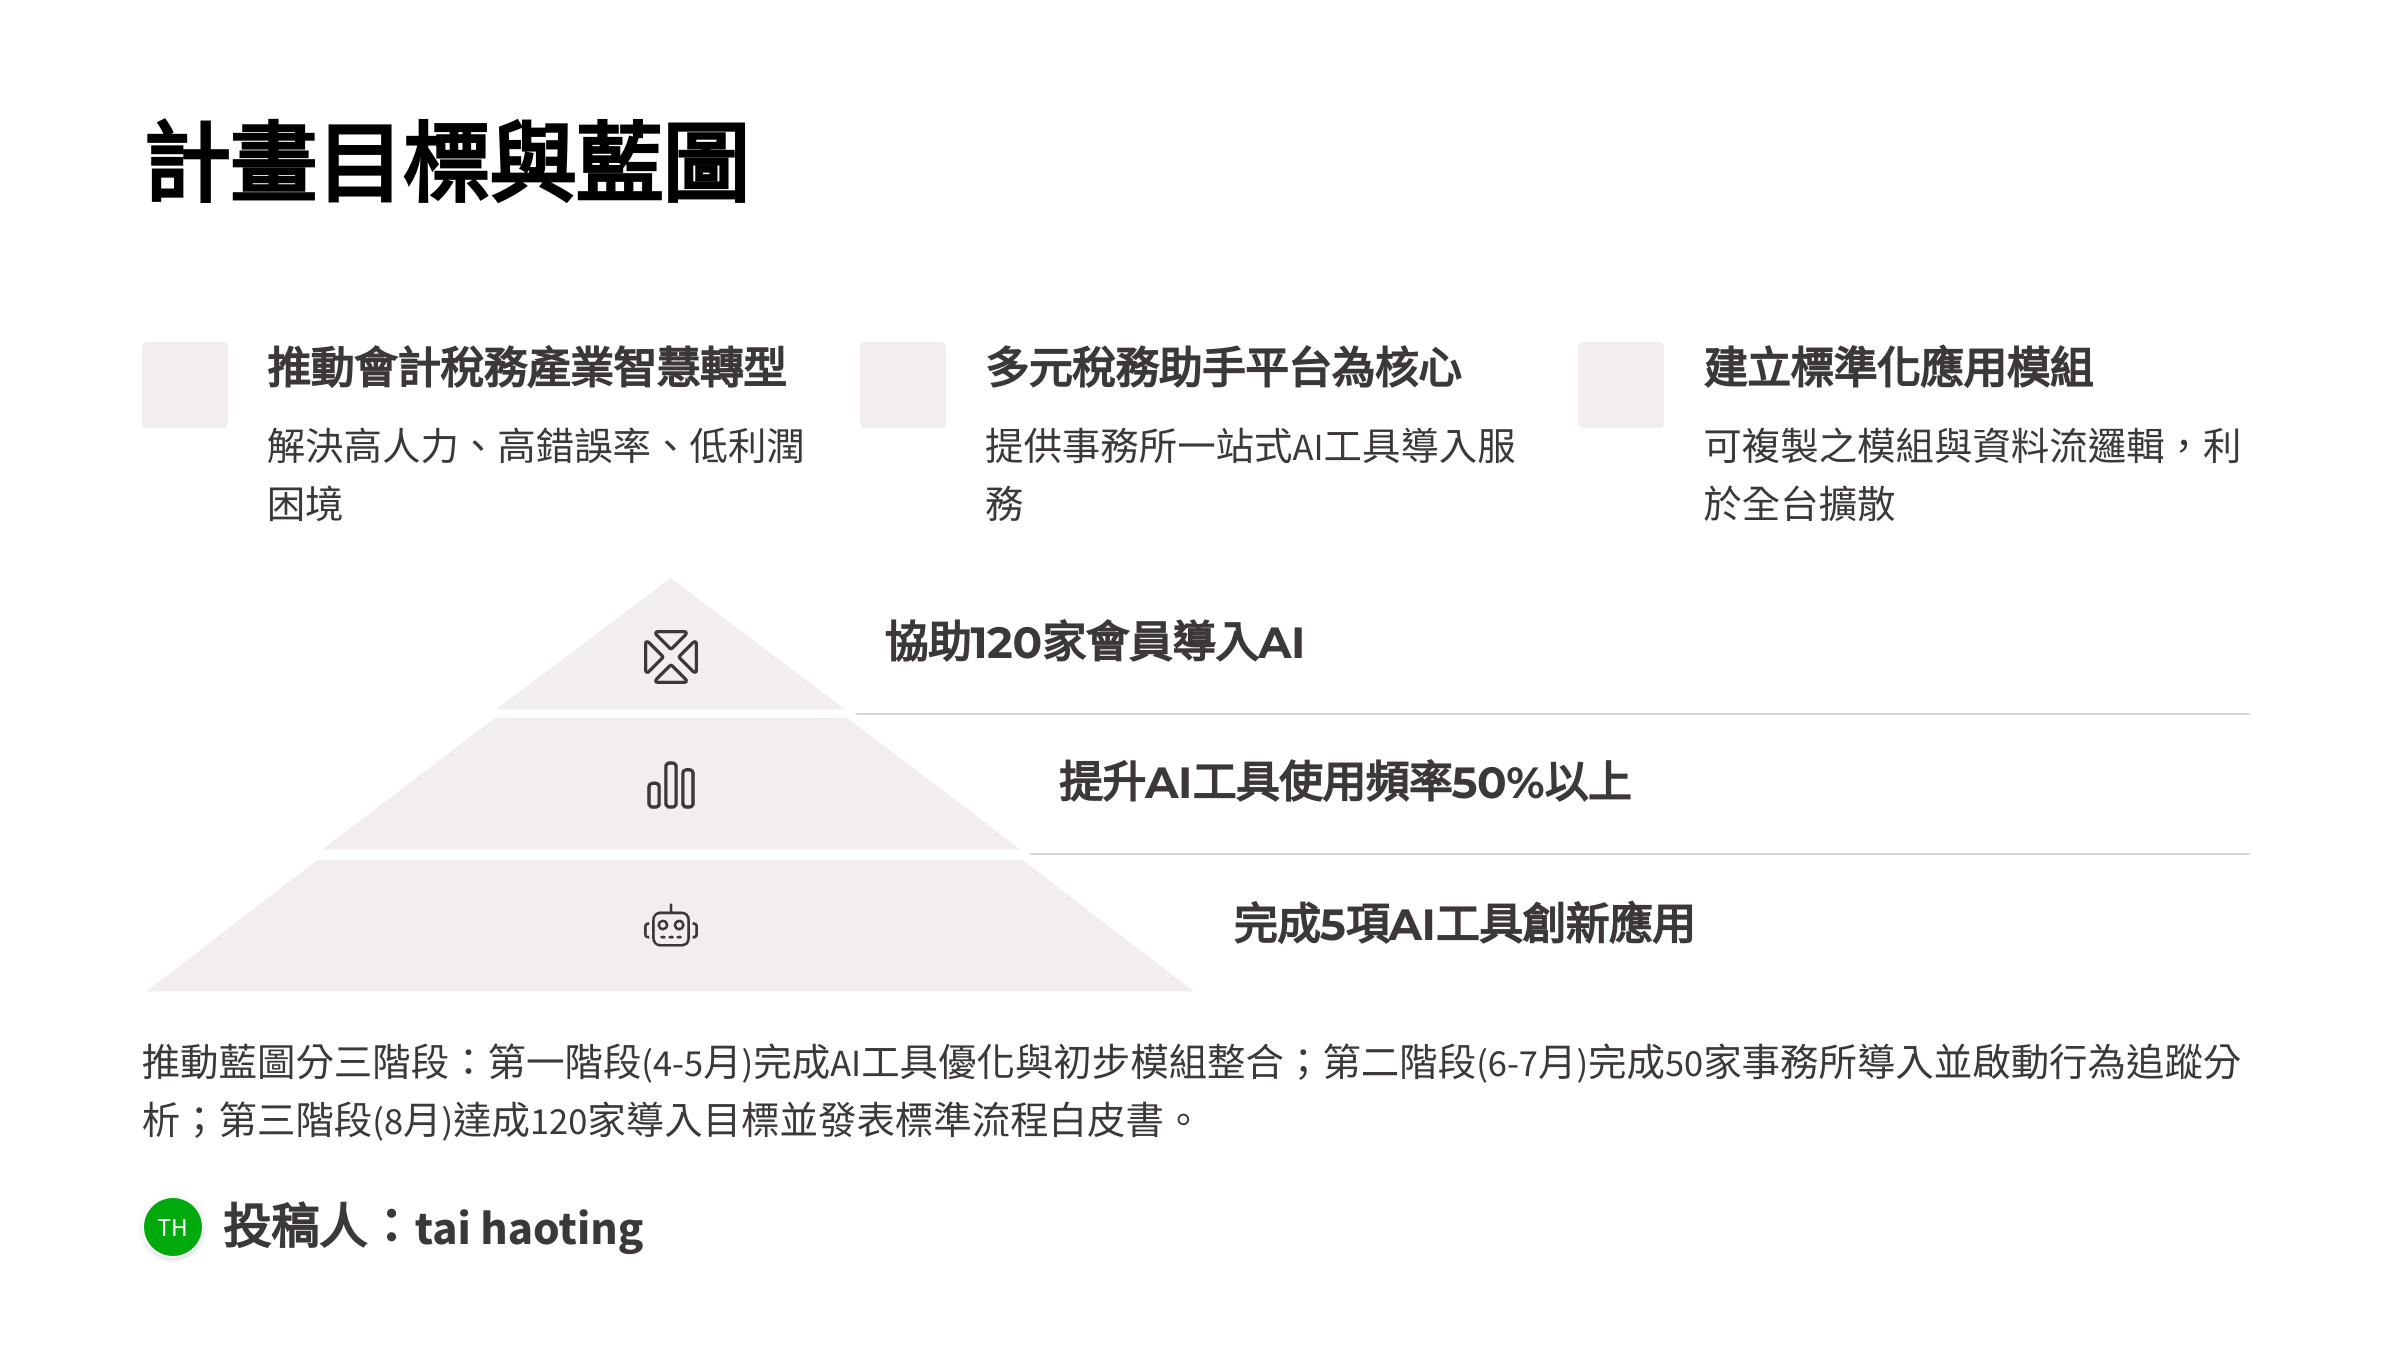 計畫目標與藍圖
推動會計稅務產業智慧轉型
解決高人力、高錯誤率、低利潤
困境
多元稅務助手平台為核心
提供事務所一站式AI工具導入服
務
建立標準化應用模組
可複製之模組與資料流邏輯，利
於全台擴散
協助120家會員導入AI
提升AI工具使用頻率50%以上
完成5項AI工具創新應用
推動藍圖分三階段：第一階段(4-5月)完成AI工具優化與初步模組整合；第二階段(6-7月)完成50家事務所導入並啟動行為追蹤分
析；第三階段(8月)達成120家導入目標並發表標準流程白皮書。
TH 投稿人：tai haoting